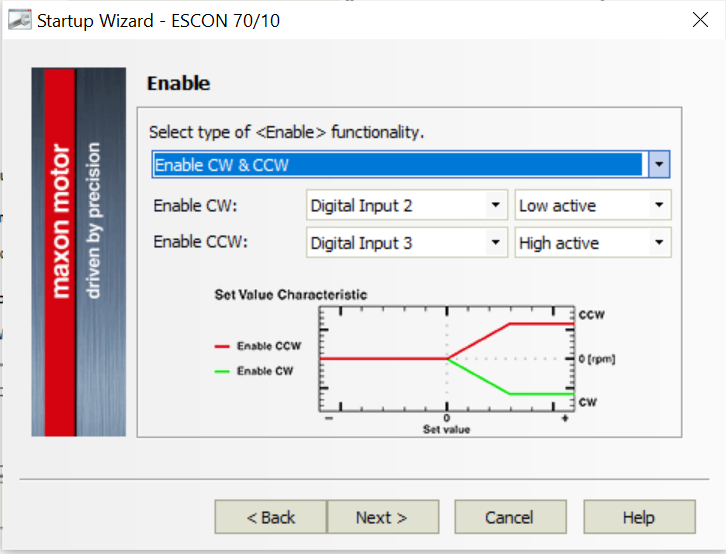 Startup Wizard - ESCON 70/10
maxon motor
driven by precision
Enable
Select type of <Enable> functionality.
Enable CW & CCW
Enable CW: Digital Input 2 Low active
Enable CCW: Digital Input 3 High active
Set Value Characteristic
Enable CCW
Enable CW
CCW
0 [rpm]
CW
− 0 +
Set value
< Back Next > Cancel Help